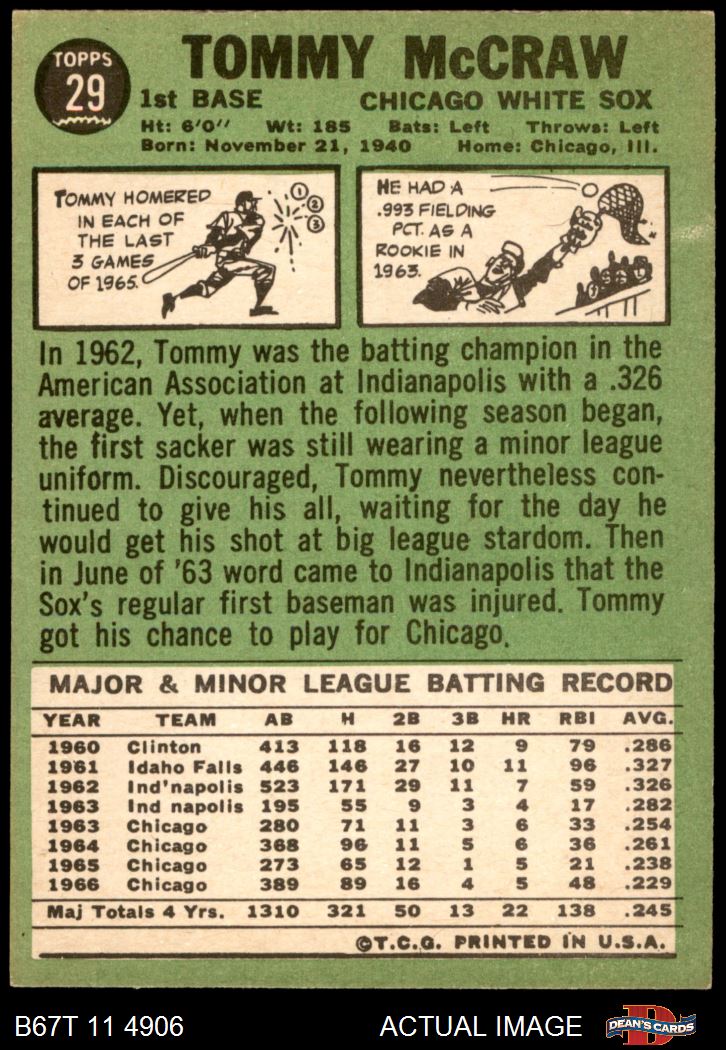 TOPPS
29
TOMMY McCRAW
1st BASE CHICAGO WHITE SOX
Ht: 6'0" Wt: 185 Bats: Left Throws: Left
Born: November 21, 1940 Home: Chicago, Ill.
TOMMY HOMERED
IN EACH OF
THE LAST
3 GAMES
OF 1965.
1
2
3
HE HAD A
.993 FIELDING
PCT. AS A
ROOKIE IN
1963.
In 1962, Tommy was the batting champion in the
American Association at Indianapolis with a .326
average. Yet, when the following season began,
the first sacker was still wearing a minor league
uniform. Discouraged, Tommy nevertheless con-
tinued to give his all, waiting for the day he
would get his shot at big league stardom. Then
in June of '63 word came to Indianapolis that the
Sox's regular first baseman was injured. Tommy
got his chance to play for Chicago.
MAJOR & MINOR LEAGUE BATTING RECORD
YEAR TEAM AB H 2B 3B HR RBI AVG.
1960 Clinton 413 118 16 12 9 79 .286
1961 Idaho Falls 446 146 27 10 11 96 .327
1962 Ind'napolis 523 171 29 11 7 59 .326
1963 Ind napolis 195 55 9 3 4 17 .282
1963 Chicago 280 71 11 3 6 33 .254
1964 Chicago 368 96 11 5 6 36 .261
1965 Chicago 273 65 12 1 5 21 .238
1966 Chicago 389 89 16 4 5 48 .229
Maj Totals 4 Yrs. 1310 321 50 13 22 138 .245
©T.C.G. PRINTED IN U.S.A.
B67T 11 4906 ACTUAL IMAGE
D
DEAN'S CARDS